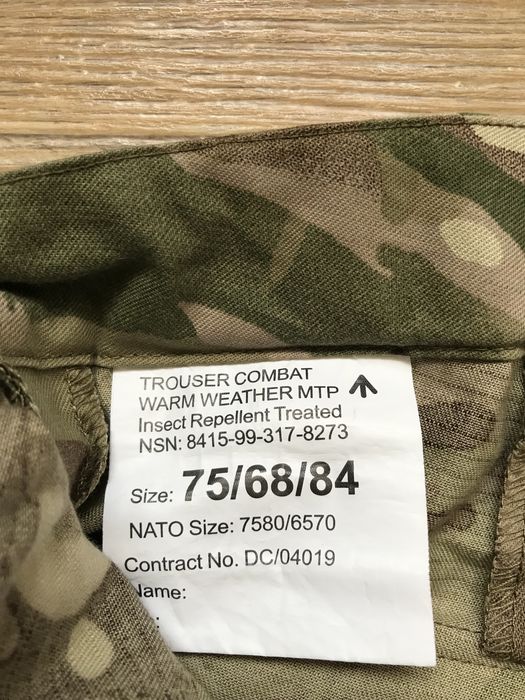 TROUSER COMBAT
WARM WEATHER MTP
Insect Repellent Treated
NSN: 8415-99-317-8273
Size: 75/68/84
NATO Size: 7580/6570
Contract No. DC/04019
Name:
: